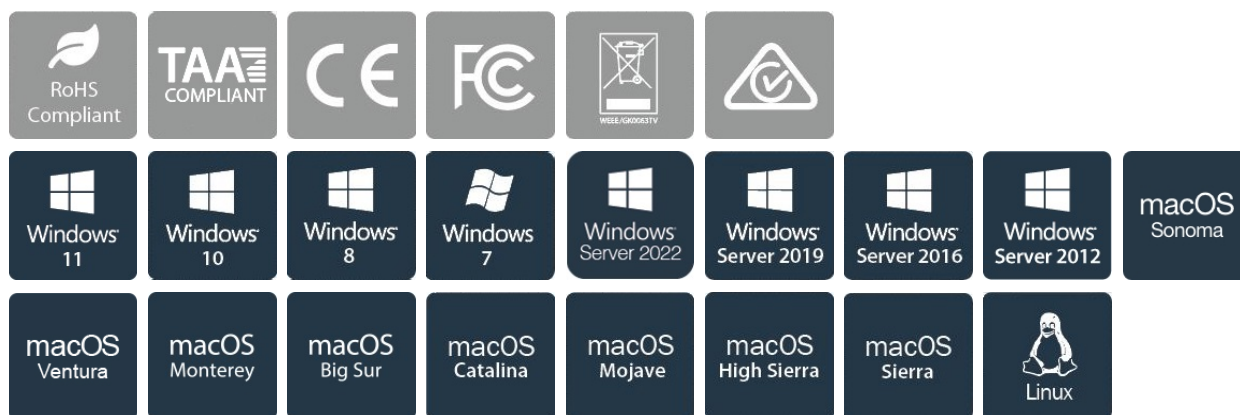 RoHS
Compliant
TAA
COMPLIANT
CE
FC
WEEE/GK0063TV
Windows
11
Windows
10
Windows
8
Windows
7
Windows
Server 2022
Windows
Server 2019
Windows
Server 2016
Windows
Server 2012
macOS
Sonoma
macOS
Ventura
macOS
Monterey
macOS
Big Sur
macOS
Catalina
macOS
Mojave
macOS
High Sierra
macOS
Sierra
Linux